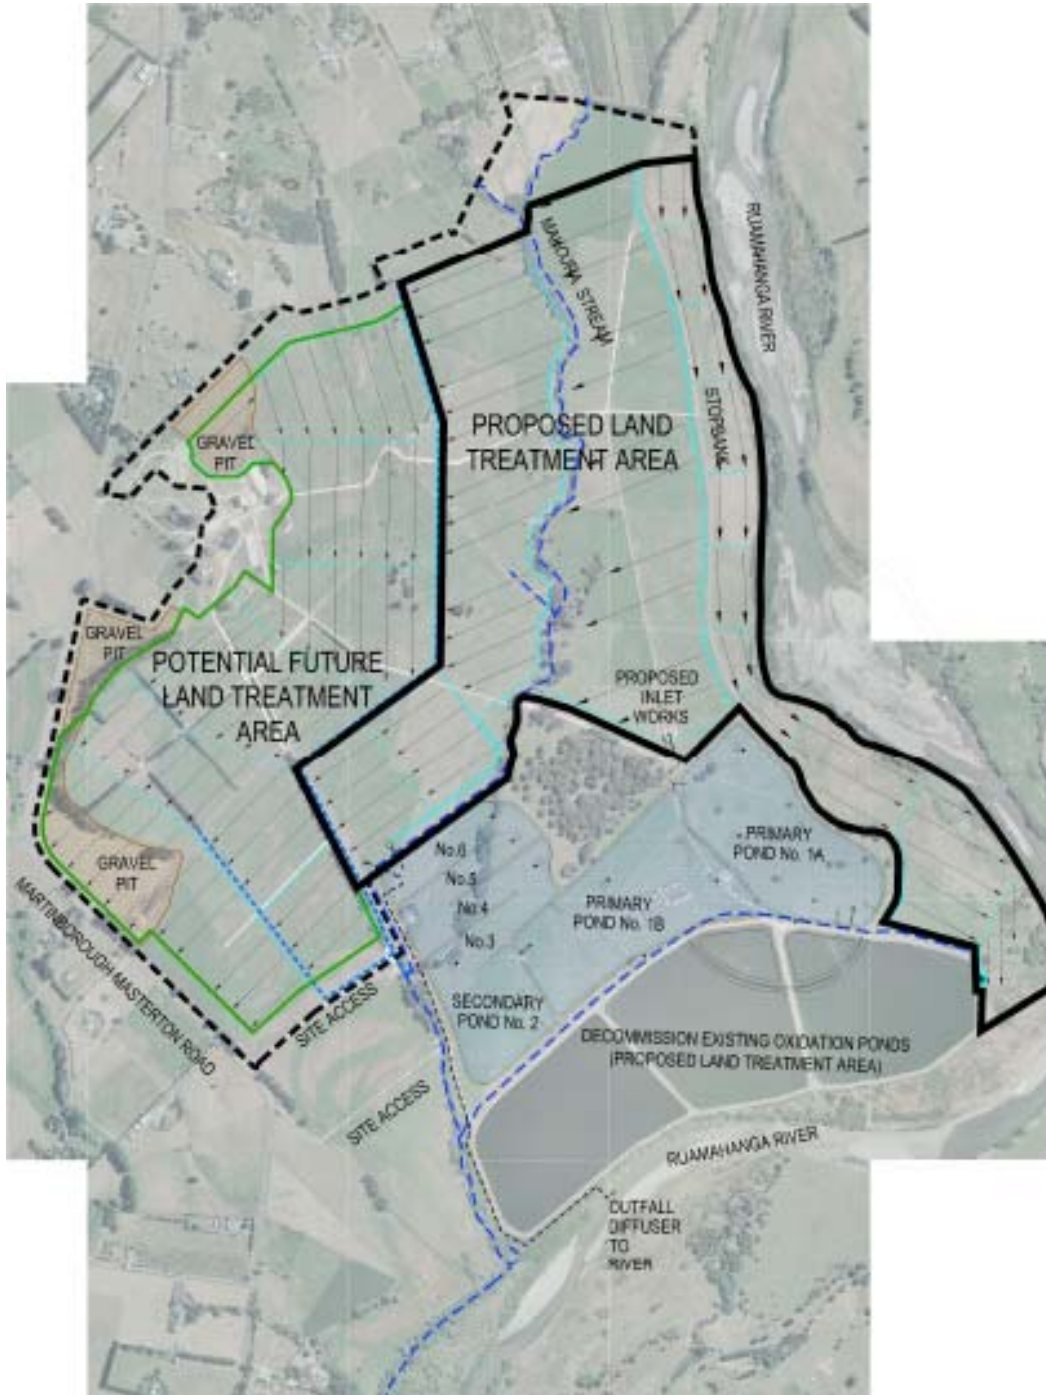 RUAMAHANGA RIVER
MAKOURA STREAM
STOPBANK
PROPOSED LAND
TREATMENT AREA
GRAVEL
PIT
GRAVEL
PIT
POTENTIAL FUTURE
LAND TREATMENT
AREA
PROPOSED
INLET
WORKS
GRAVEL
PIT
No.6
No.5
No.4
No.3
PRIMARY
POND No. 1A
PRIMARY
POND No. 1B
SECONDARY
POND No. 2
MARTINBOROUGH MASTERTON ROAD
SITE ACCESS
SITE ACCESS
DECOMMISSION EXISTING OXIDATION PONDS
(PROPOSED LAND TREATMENT AREA)
RUAMAHANGA RIVER
OUTFALL
DIFFUSER
TO
RIVER